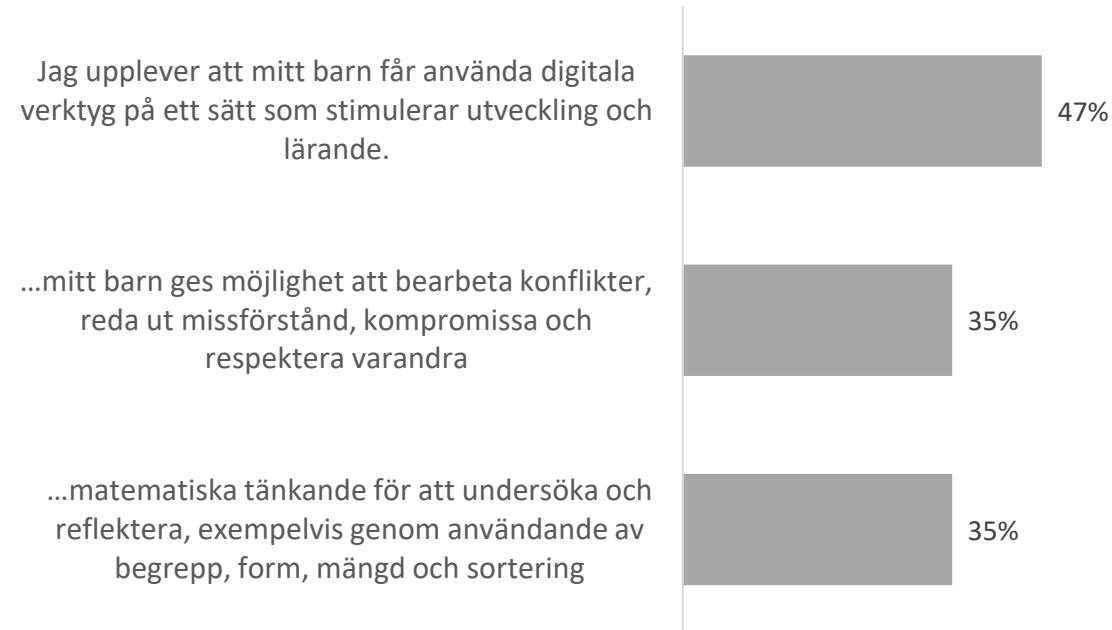 Jag upplever att mitt barn får använda digitala
verktyg på ett sätt som stimulerar utveckling och
lärande.
47%
...mitt barn ges möjlighet att bearbeta konflikter,
reda ut missförstånd, kompromissa och
respektera varandra
35%
...matematiska tänkande för att undersöka och
reflektera, exempelvis genom användande av
begrepp, form, mängd och sortering
35%